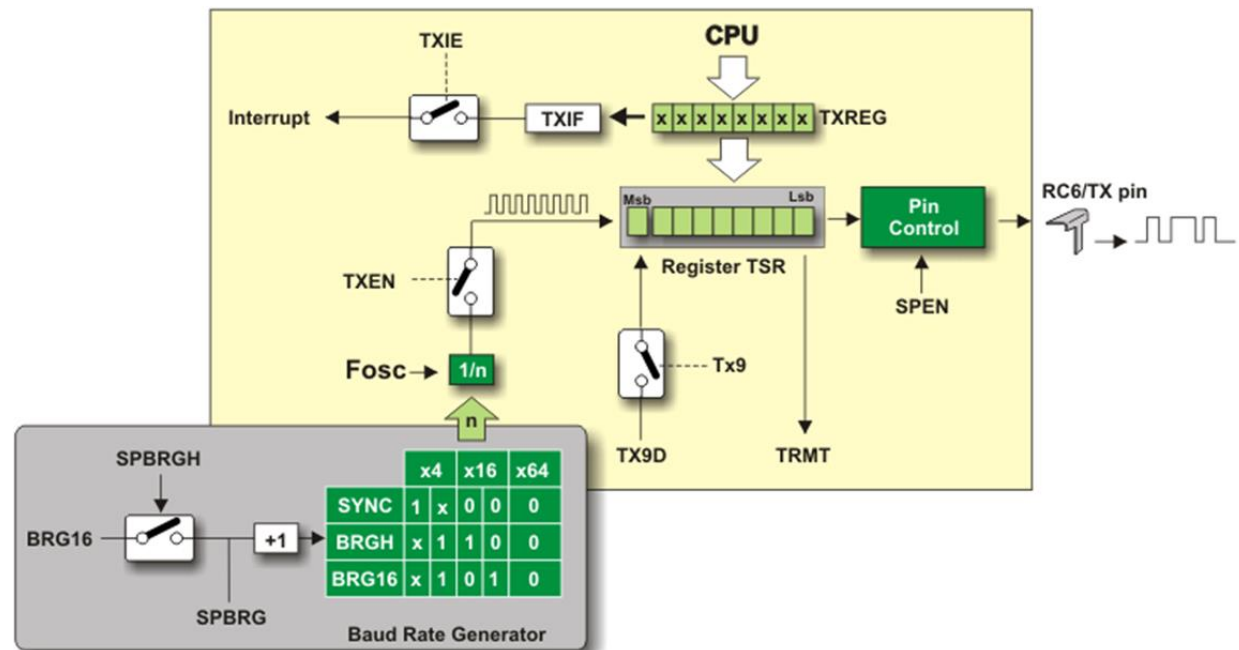 CPU
TXIE
Interrupt
TXIF
x x x x x x x x TXREG
Msb Lsb
Register TSR
Pin
Control
RC6/TX pin
SPEN
TXEN
Fosc
1/n
Tx9
n
TX9D
TRMT
SPBRGH
BRG16
+1
SPBRG
x4 x16 x64
SYNC 1 x 0 0 0
BRGH x 1 1 0 0
BRG16 x 1 0 1 0
Baud Rate Generator